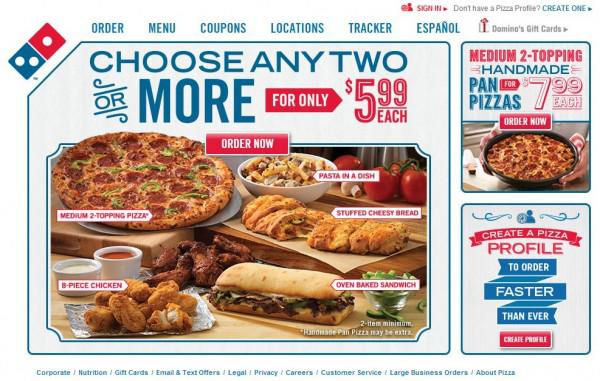 SIGN IN ▸ Don't have a Pizza Profile? CREATE ONE ▸
ORDER MENU COUPONS LOCATIONS TRACKER ESPAÑOL Domino's Gift Cards ▸
CHOOSE ANY TWO
OR MORE FOR ONLY $5.99 EACH
ORDER NOW
PASTA IN A DISH
MEDIUM 2-TOPPING PIZZA*
STUFFED CHEESY BREAD
8-PIECE CHICKEN
OVEN BAKED SANDWICH
2-item minimum.
*Handmade Pan Pizza may be extra.
MEDIUM 2-TOPPING
HANDMADE
PAN PIZZAS FOR $7.99 EACH
ORDER NOW
CREATE A PIZZA
PROFILE
TO ORDER
FASTER
THAN EVER
CREATE PROFILE
Corporate / Nutrition / Gift Cards / Email & Text Offers / Legal / Privacy / Careers / Customer Service / Large Business Orders / About Pizza